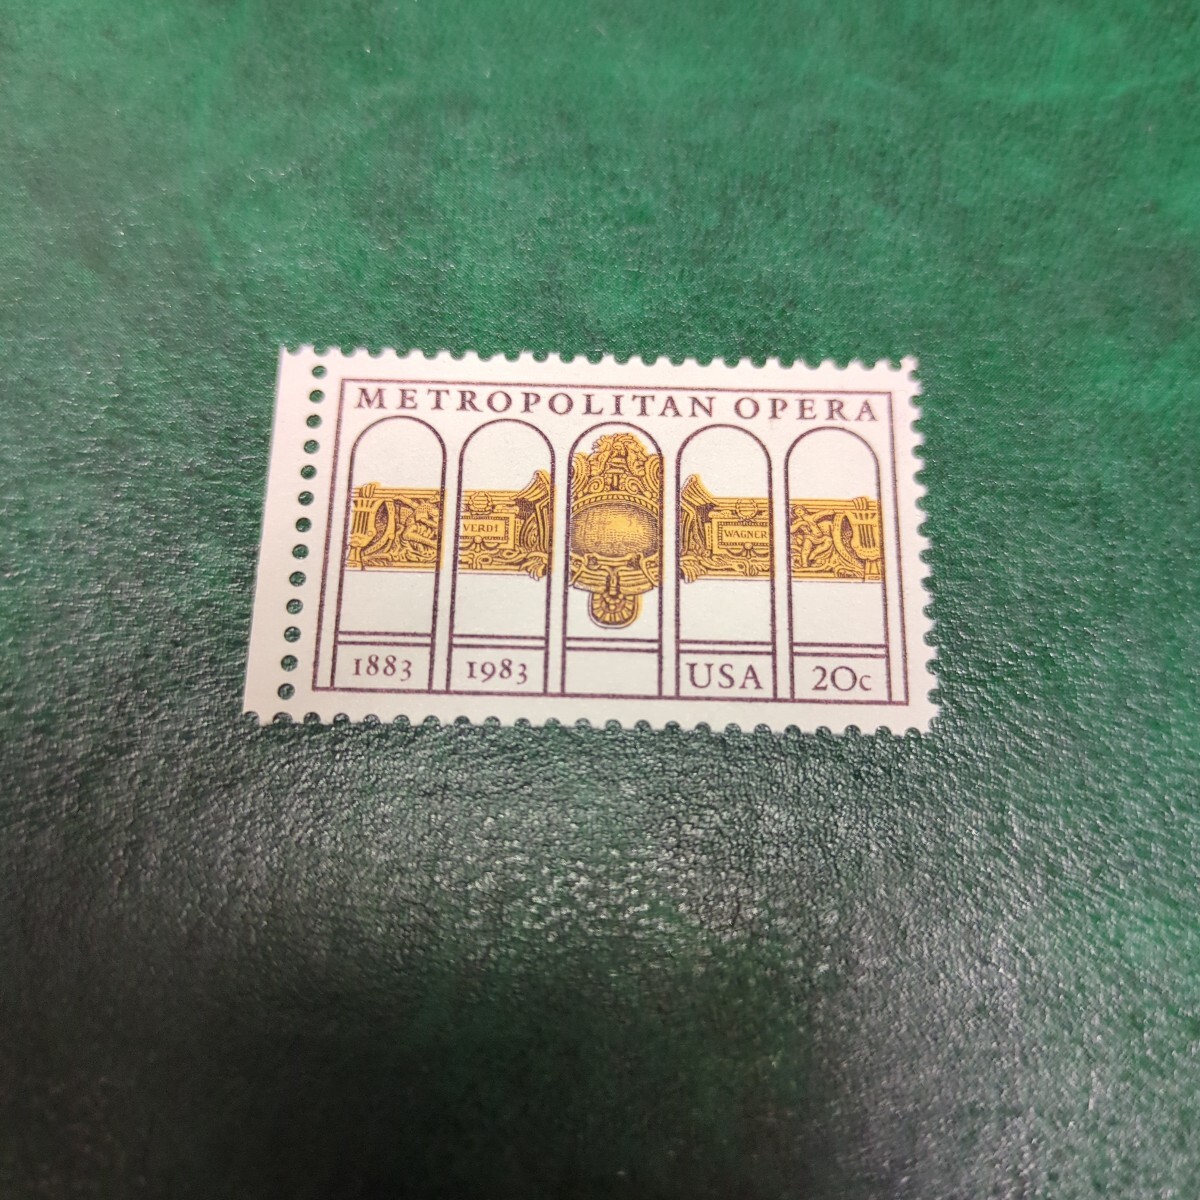 METROPOLITAN OPERA
VERDI
WAGNER
1883
1983
USA
20c